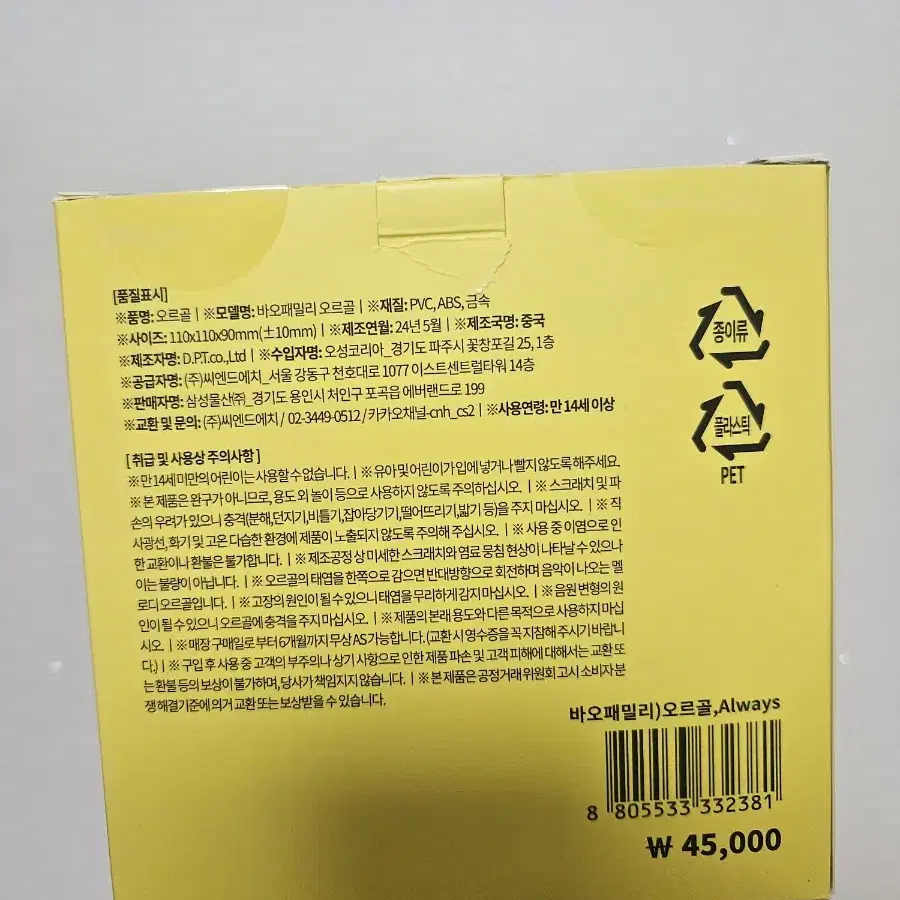 [품질표시]
※품명: 오르골 | ※모델명: 바오패밀리 오르골 | ※재질: PVC, ABS, 금속
※사이즈: 110x110x90mm(±10mm) | ※제조연월: 24년 5월 | ※제조국명: 중국
※제조자명: D.P.T.co.,Ltd | ※수입자명: 오성코리아_경기도 파주시 꽃창포길 25, 1층
※공급자명: (주)씨엔드에치_서울 강동구 천호대로 1077 이스트센트럴타워 14층
※판매자명: 삼성물산㈜_경기도 용인시 처인구 포곡읍 에버랜드로 199
※교환 및 문의: (주)씨엔드에치 / 02-3449-0512 / 카카오채널-cnh_cs2 | ※사용연령: 만 14세 이상
[ 취급 및 사용상 주의사항 ]
※ 만 14세 미만의 어린이는 사용할 수 없습니다. | ※ 유아 및 어린이가 입에 넣거나 빨지 않도록 해주세요.
※ 본 제품은 완구가 아니므로, 용도 외 놀이 등으로 사용하지 않도록 주의하십시오. | ※ 스크래치 및 파
손의 우려가 있으니 충격(분해,던지기,비틀기,잡아당기기,떨어뜨리기,밟기 등)을 주지 마십시오. | ※ 직
사광선, 화기 및 고온 다습한 환경에 제품이 노출되지 않도록 주의해 주십시오. | ※ 사용 중 이염으로 인
한 교환이나 환불은 불가합니다. | ※ 제조공정 상 미세한 스크래치와 염료 뭉침 현상이 나타날 수 있으나
이는 불량이 아닙니다. | ※ 오르골의 태엽을 한쪽으로 감으면 반대방향으로 회전하며 음악이 나오는 멜
로디 오르골입니다. | ※ 고장의 원인이 될 수 있으니 태엽을 무리하게 감지 마십시오. | ※ 음원 변형의 원
인이 될 수 있으니 오르골에 충격을 주지 마십시오. | ※ 제품의 본래 용도와 다른 목적으로 사용하지 마십
시오. | ※ 매장 구매일로 부터 6개월까지 무상 AS 가능합니다. (교환 시 영수증을 꼭 지참해 주시기 바랍니
다.) | ※ 구입 후 사용 중 고객의 부주의나 상기 사항으로 인한 제품 파손 및 고객 피해에 대해서는 교환 또
는 환불 등의 보상이 불가하며, 당사가 책임지지 않습니다. | ※ 본 제품은 공정거래 위원회 고시 소비자 분
쟁 해결기준에 의거 교환 또는 보상받을 수 있습니다.
종이류
플라스틱
PET
바오패밀리)오르골,Always
8 805533 332381
₩ 45,000